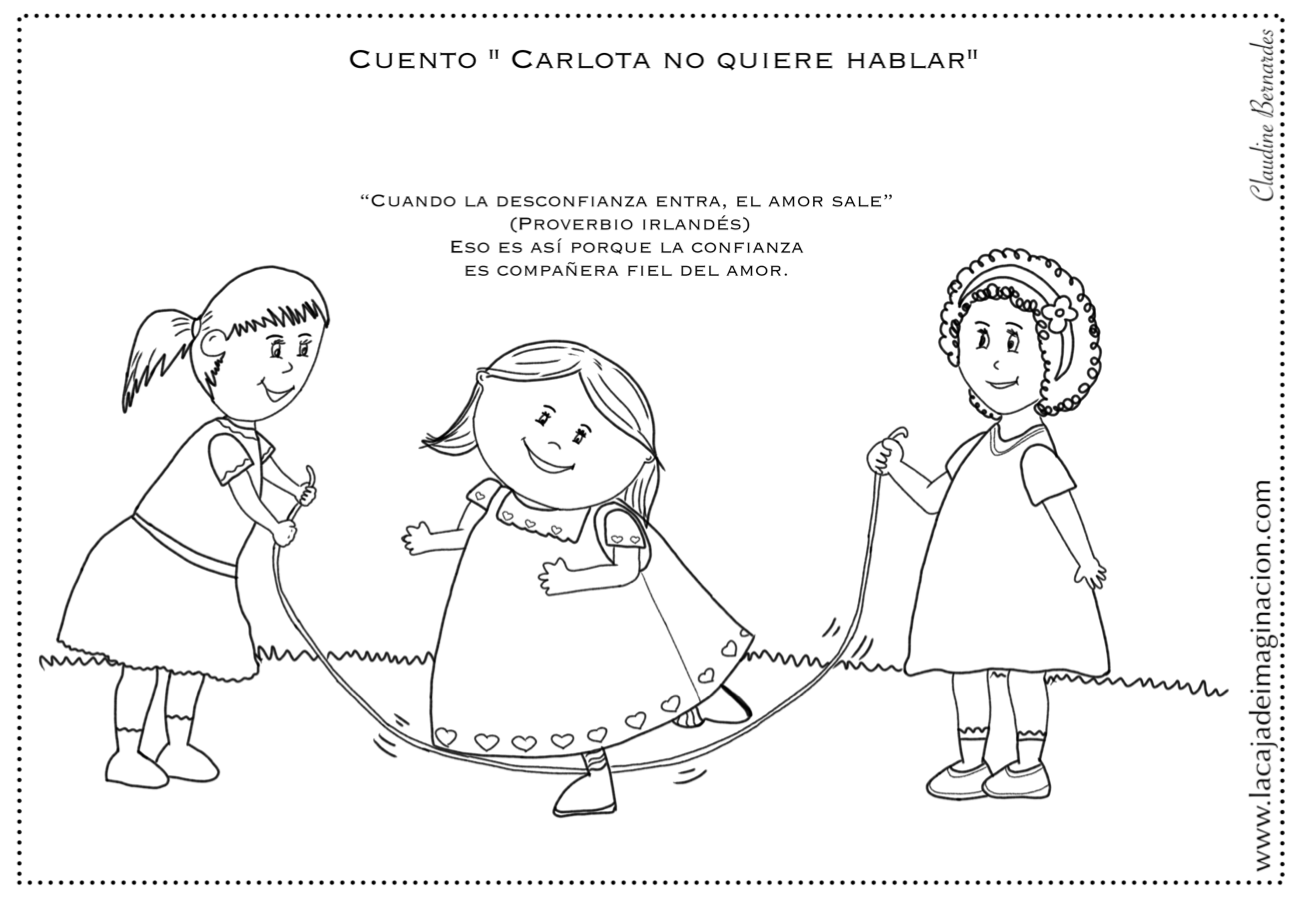 Cuento " Carlota no quiere hablar"
“Cuando la desconfianza entra, el amor sale”
(Proverbio irlandés)
Eso es así porque la confianza
es compañera fiel del amor.
Claudine Bernardes
www.lacajadeimaginacion.com